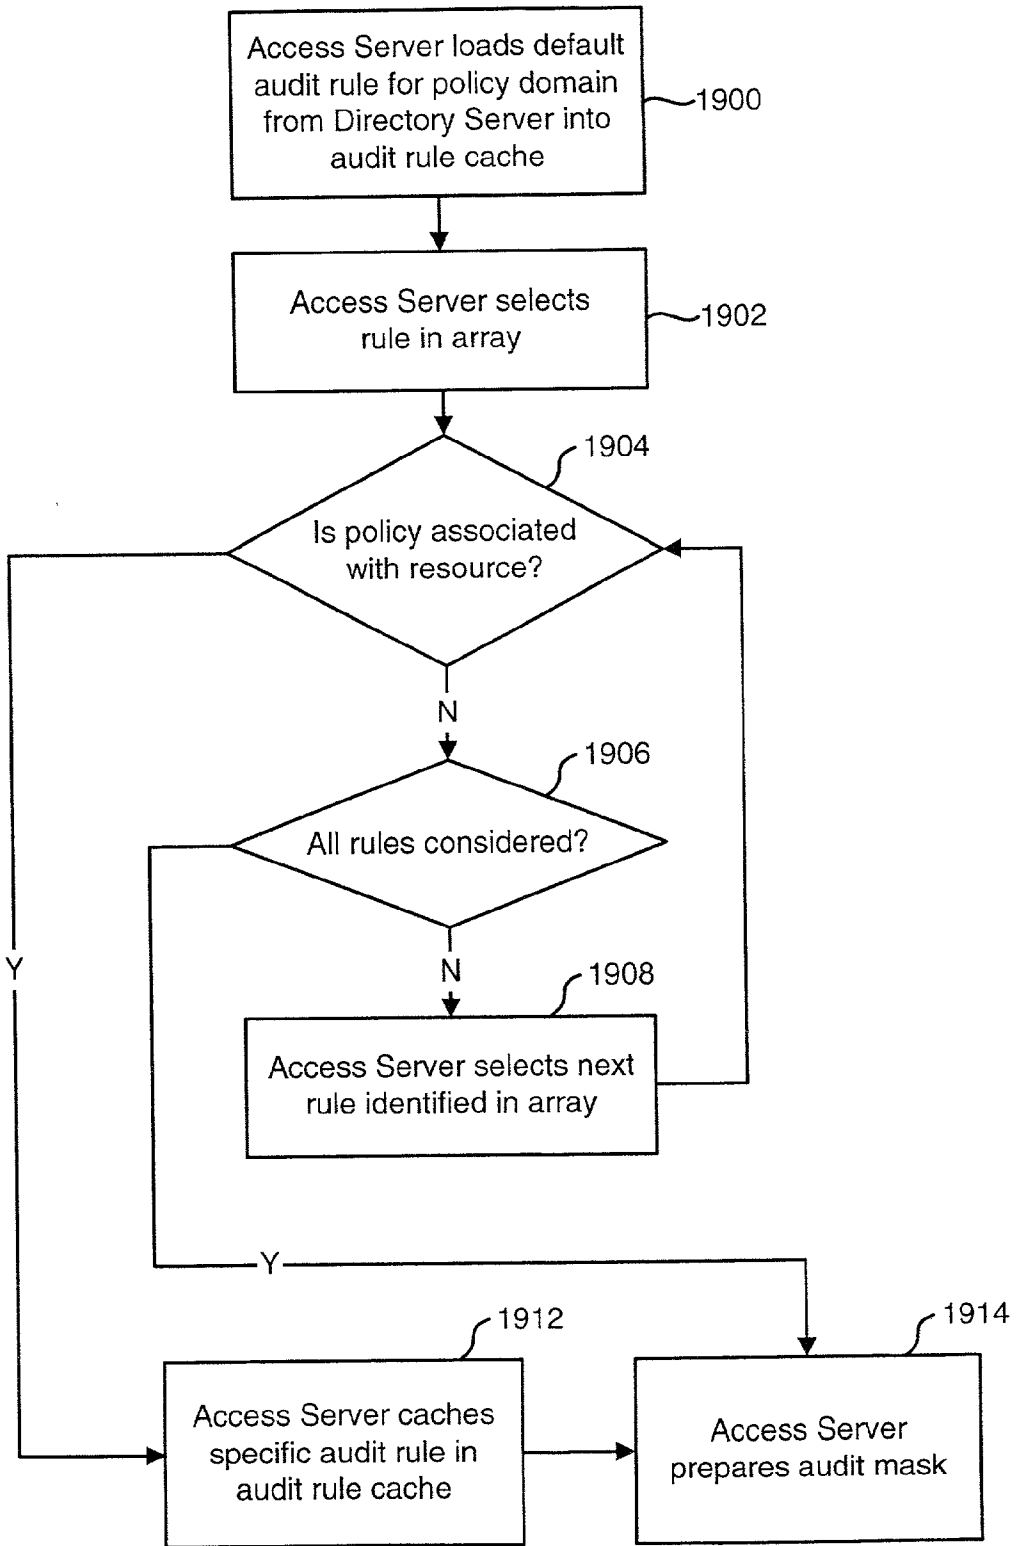 Access Server loads default
audit rule for policy domain
from Directory Server into
audit rule cache
1900
Access Server selects
rule in array
1902
1904
Is policy associated
with resource?
N
1906
All rules considered?
Y
N
1908
Access Server selects next
rule identified in array
Y
1912
1914
Access Server caches
specific audit rule in
audit rule cache
Access Server
prepares audit mask